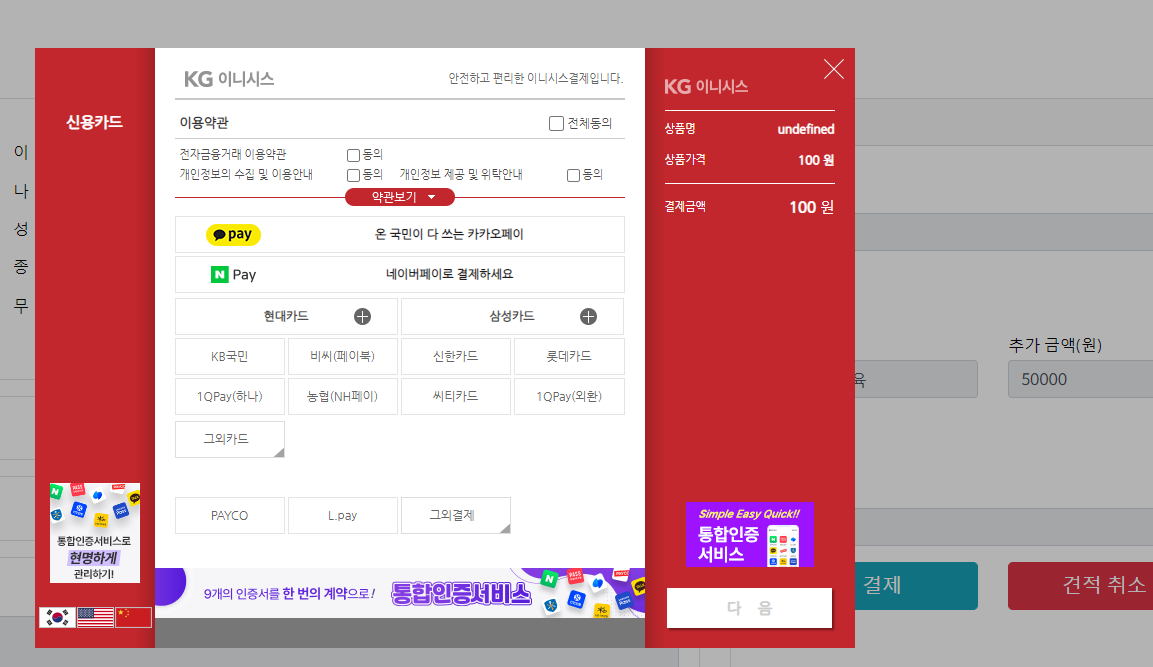 이
나
성
종
무
신용카드
통합인증서비스로
현명하게
관리하기!
KG 이니시스
안전하고 편리한 이니시스결제입니다.
이용약관
전체동의
전자금융거래 이용약관 동의
개인정보의 수집 및 이용안내 동의 개인정보 제공 및 위탁안내 동의
약관보기
pay 온 국민이 다 쓰는 카카오페이
N Pay 네이버페이로 결제하세요
현대카드 삼성카드
KB국민 비씨(페이북) 신한카드 롯데카드
1QPay(하나) 농협(NH페이) 씨티카드 1QPay(외환)
그외카드
PAYCO L.pay 그외결제
9개의 인증서를 한 번의 계약으로! 통합인증서비스
KG 이니시스
상품명 undefined
상품가격 100 원
결제금액 100 원
Simple Easy Quick!!
통합인증
서비스
다 음
추가 금액(원)
육
50000
결제
견적 취소